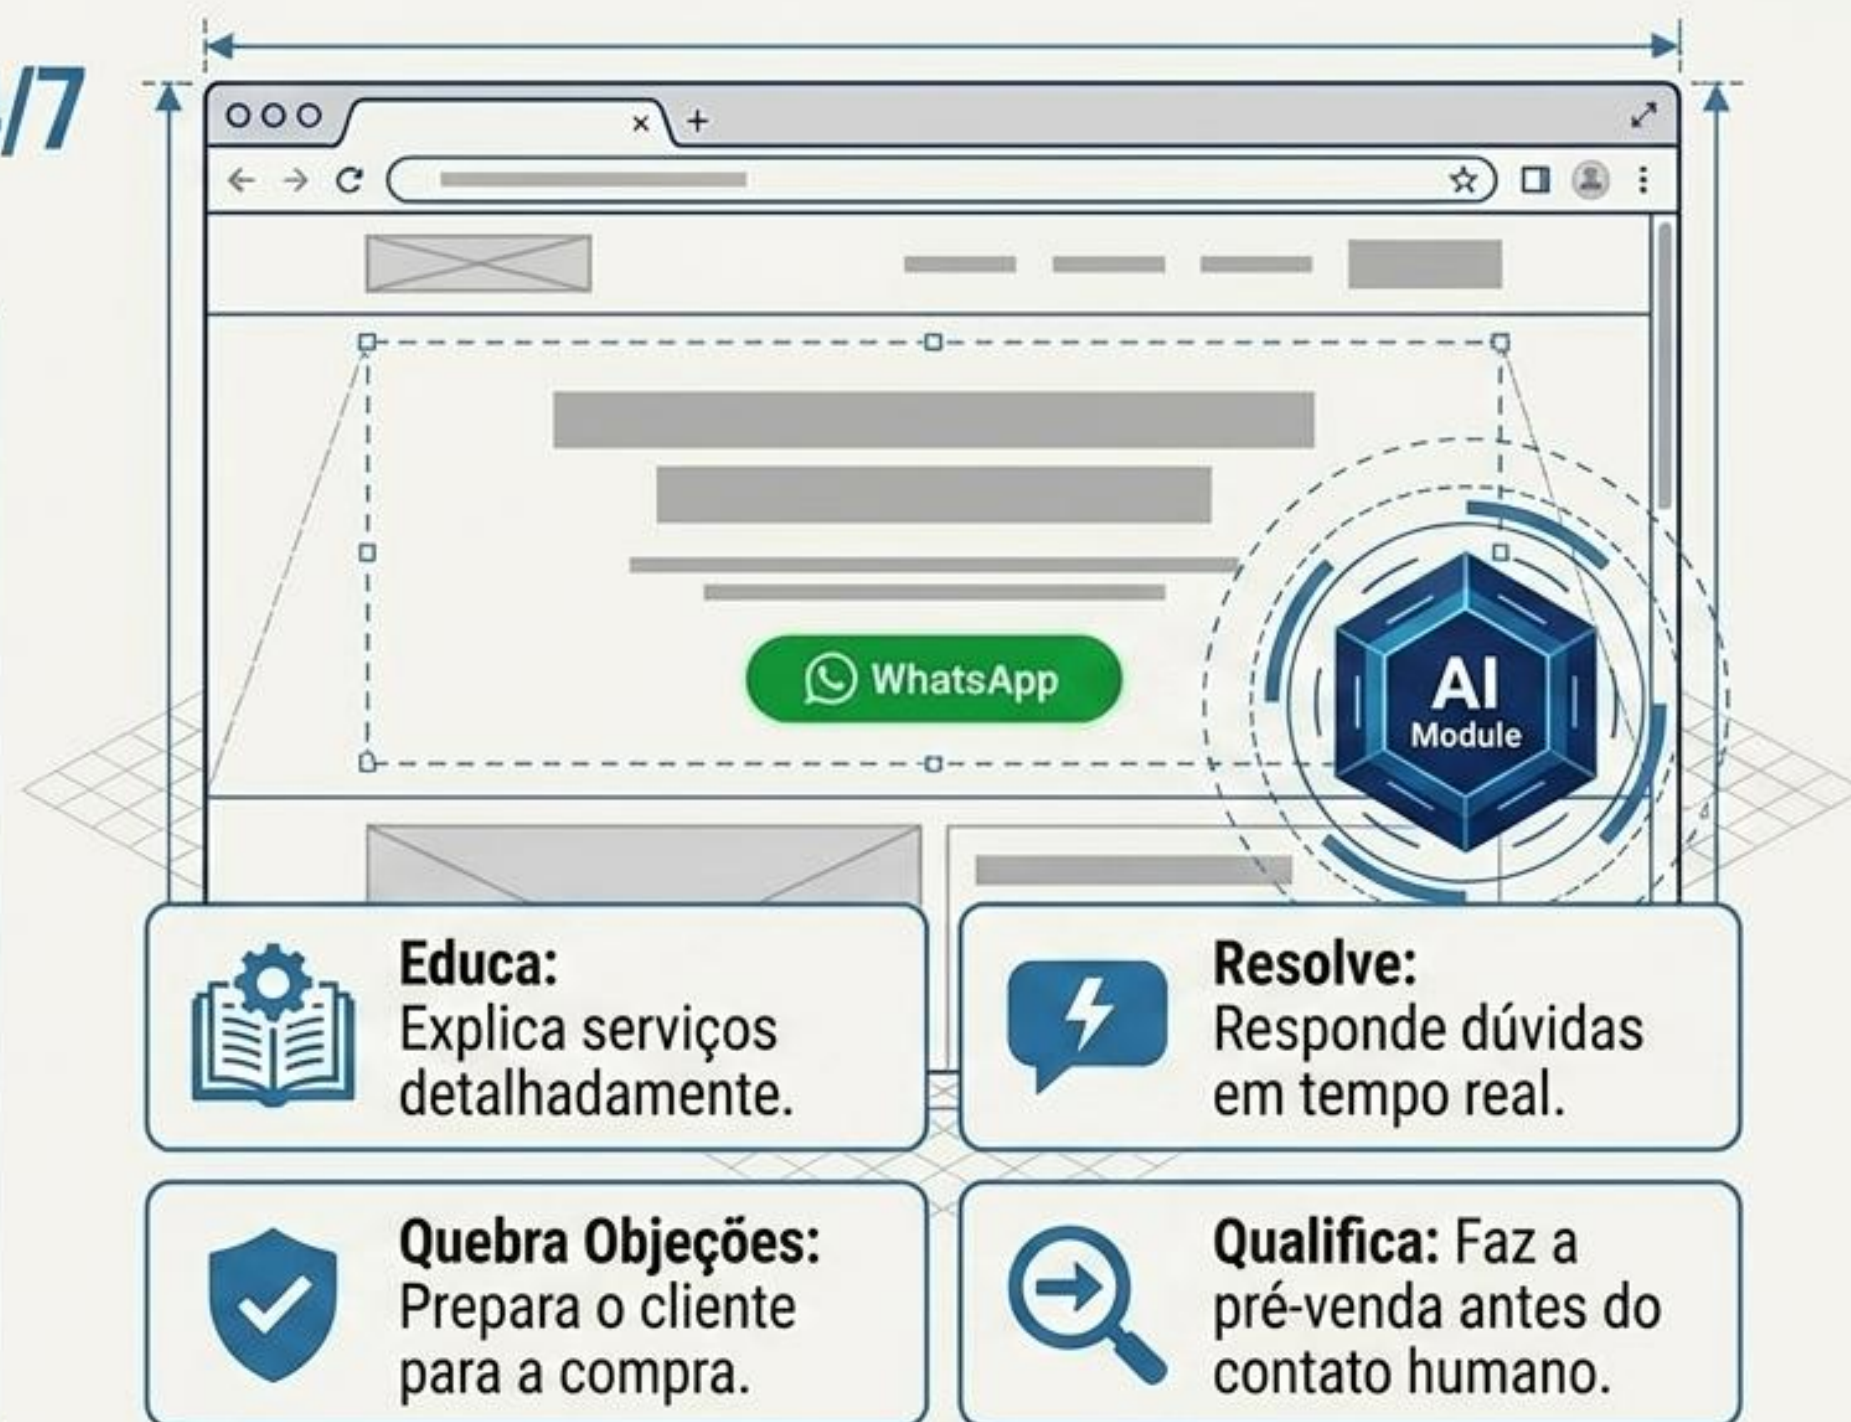 /7
WhatsApp
AI
Module
Educa:
Explica serviços
detalhadamente.
Resolve:
Responde dúvidas
em tempo real.
Quebra Objeções:
Prepara o cliente
para a compra.
Qualifica: Faz a
pré-venda antes do
contato humano.